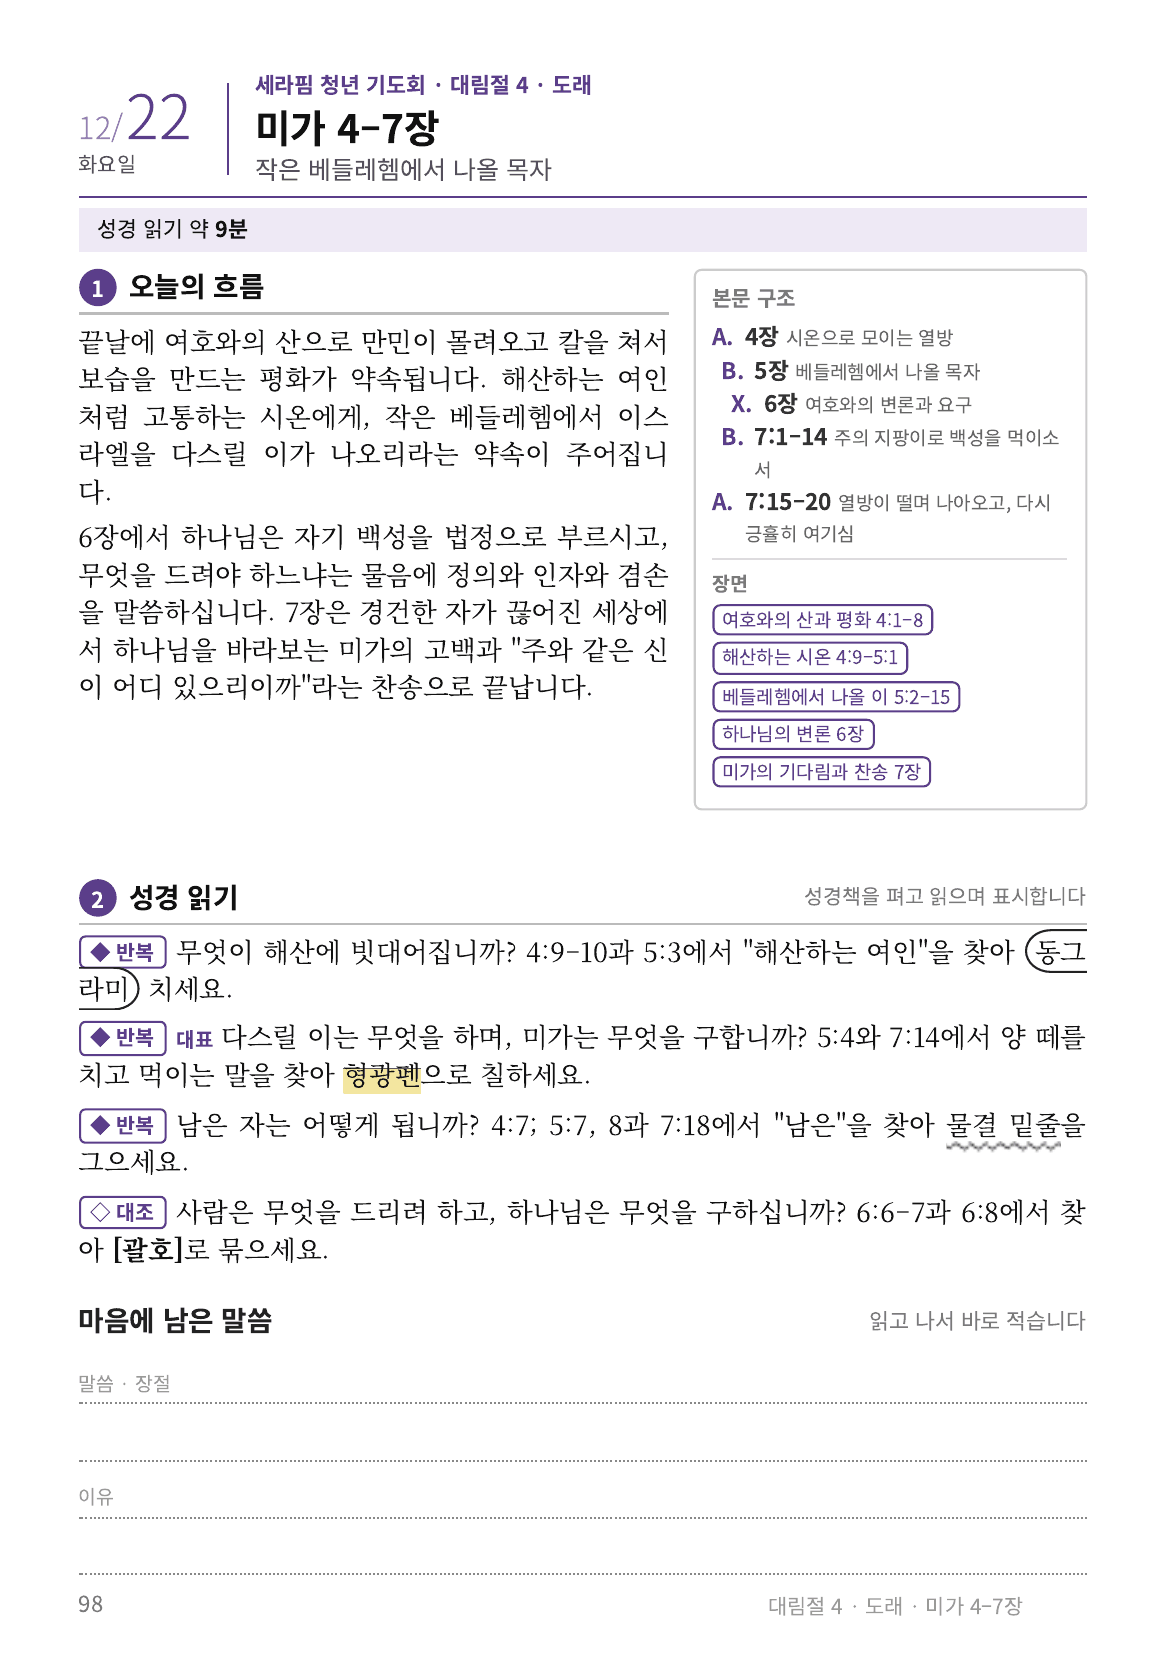 12/22
화요일
세라핌 청년 기도회 · 대림절 4 · 도래
미가 4–7장
작은 베들레헴에서 나올 목자
성경 읽기 약 9분
1 오늘의 흐름
끝날에 여호와의 산으로 만민이 몰려오고 칼을 쳐서
보습을 만드는 평화가 약속됩니다. 해산하는 여인
처럼 고통하는 시온에게, 작은 베들레헴에서 이스
라엘을 다스릴 이가 나오리라는 약속이 주어집니
다.
6장에서 하나님은 자기 백성을 법정으로 부르시고,
무엇을 드려야 하느냐는 물음에 정의와 인자와 겸손
을 말씀하십니다. 7장은 경건한 자가 끊어진 세상에
서 하나님을 바라보는 미가의 고백과 "주와 같은 신
이 어디 있으리이까"라는 찬송으로 끝납니다.
본문 구조
A. 4장 시온으로 모이는 열방
B. 5장 베들레헴에서 나올 목자
X. 6장 여호와의 변론과 요구
B. 7:1–14 주의 지팡이로 백성을 먹이소
서
A. 7:15–20 열방이 떨며 나아오고, 다시
긍휼히 여기심
장면
여호와의 산과 평화 4:1–8
해산하는 시온 4:9–5:1
베들레헴에서 나올 이 5:2–15
하나님의 변론 6장
미가의 기다림과 찬송 7장
2 성경 읽기
성경책을 펴고 읽으며 표시합니다
◆ 반복 무엇이 해산에 빗대어집니까? 4:9–10과 5:3에서 "해산하는 여인"을 찾아 동그
라미 치세요.
◆ 반복 대표 다스릴 이는 무엇을 하며, 미가는 무엇을 구합니까? 5:4와 7:14에서 양 떼를
치고 먹이는 말을 찾아 형광펜으로 칠하세요.
◆ 반복 남은 자는 어떻게 됩니까? 4:7; 5:7, 8과 7:18에서 "남은"을 찾아 물결 밑줄을
그으세요.
◇ 대조 사람은 무엇을 드리려 하고, 하나님은 무엇을 구하십니까? 6:6–7과 6:8에서 찾
아 [괄호]로 묶으세요.
마음에 남은 말씀
읽고 나서 바로 적습니다
말씀 · 장절
이유
98
대림절 4 · 도래 · 미가 4–7장